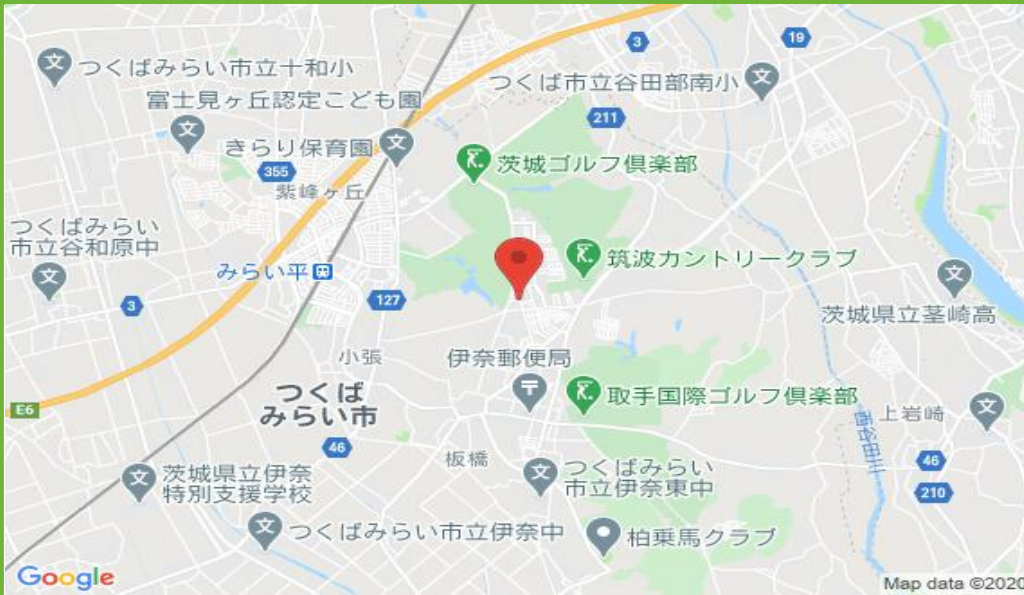 3
19
つくばみらい市立十和小
つくば市立谷田部南小
富士見ヶ丘認定こども園
211
きらり保育園
355
茨城ゴルフ倶楽部
紫峰ヶ丘
つくばみらい
市立谷和原中
筑波カントリークラブ
みらい平
127
3
茨城県立茎崎高
小張
伊奈郵便局
つくば
みらい市
取手国際ゴルフ倶楽部
E6
上岩崎
西谷田川
46
板橋
46
茨城県立伊奈
特別支援学校
つくばみらい
市立伊奈東中
210
つくばみらい市立伊奈中
柏乗馬クラブ
Google
Map data ©2020